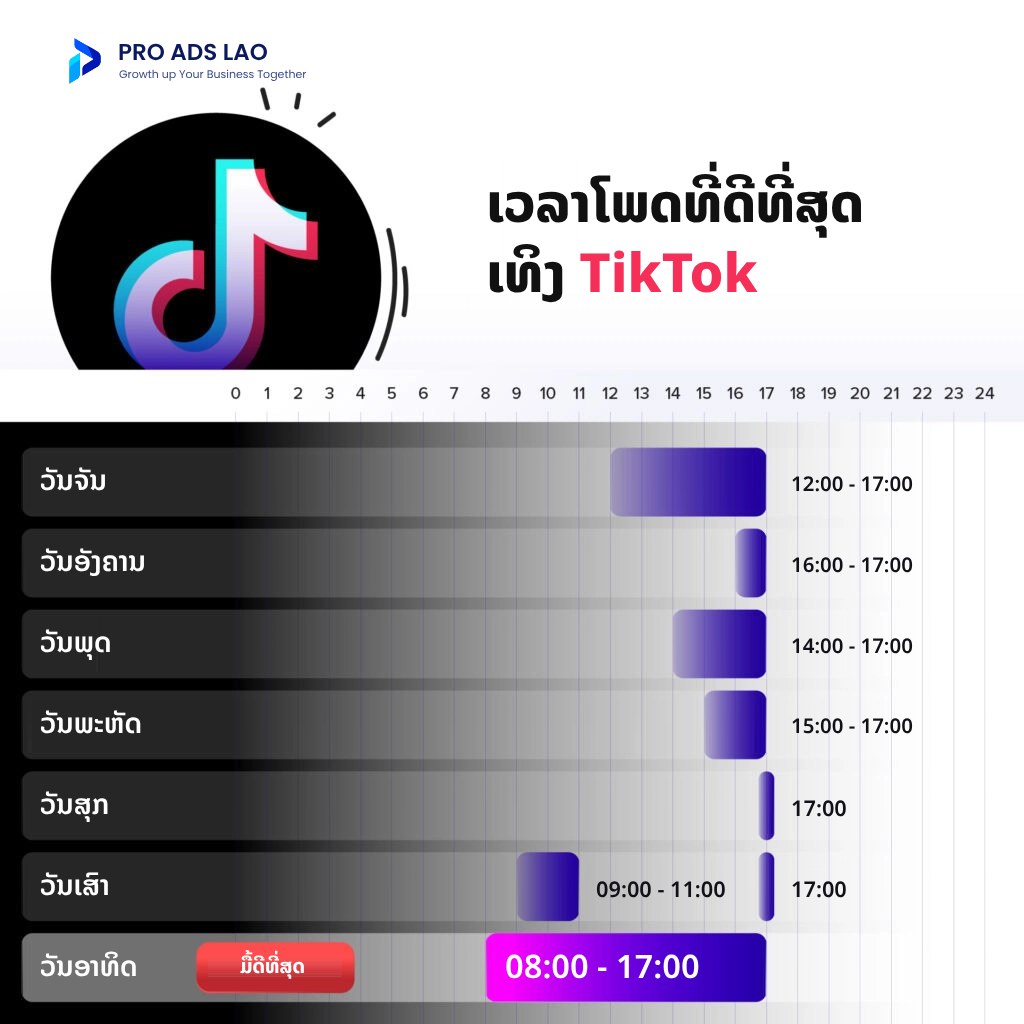 PRO ADS LAO
Growth up Your Business Together
ເວລາໂພດທີ່ດີທີ່ສຸດ
ເທິງ TikTok
0 1 2 3 4 5 6 7 8 9 10 11 12 13 14 15 16 17 18 19 20 21 22 23 24
ວັນຈັນ 12:00 - 17:00
ວັນອັງຄານ 16:00 - 17:00
ວັນພຸດ 14:00 - 17:00
ວັນພະຫັດ 15:00 - 17:00
ວັນສຸກ 17:00
ວັນເສົາ 09:00 - 11:00 17:00
ວັນອາທິດ ມື້ດີທີ່ສຸດ 08:00 - 17:00